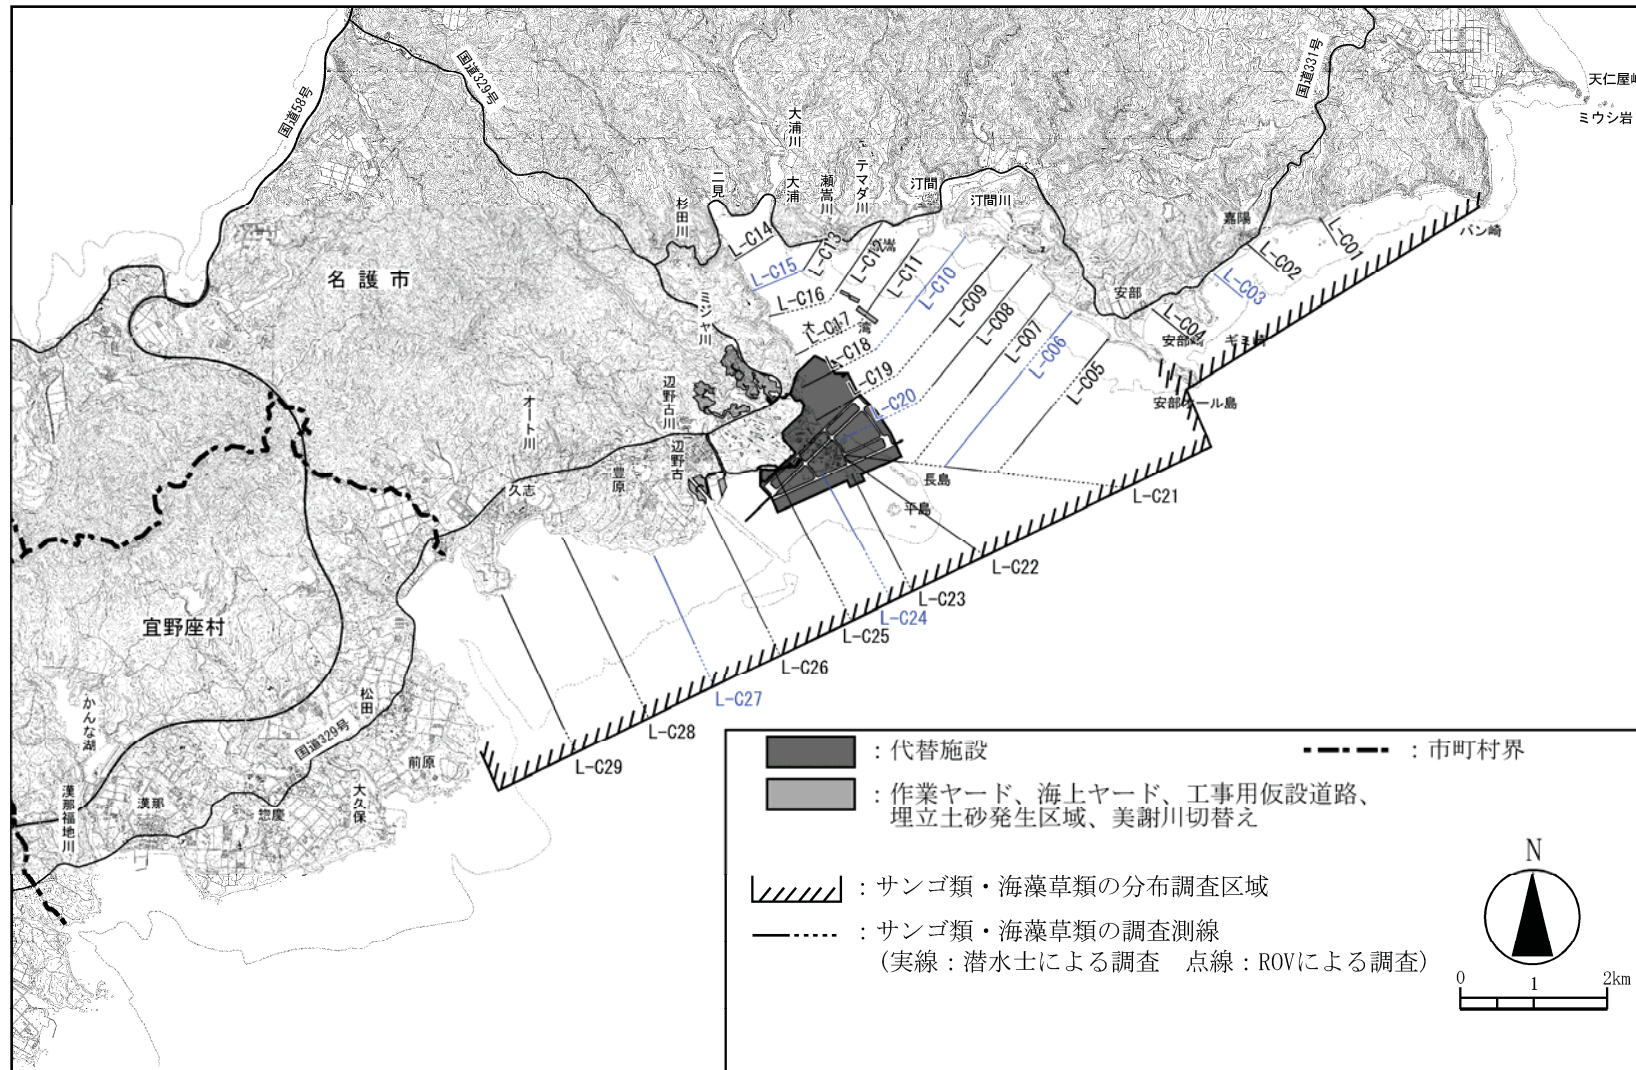 国道58号
国道329号
国道331号
天仁屋崎
ミウシ岩
バン崎
大浦川
二見
大浦
瀬嵩川
テマダ川
汀間
汀間川
杉田川
嘉陽
安部
ギミ崎
安部オール島
名護市
ミジャ川
辺野古川
辺野古
オート川
豊原
久志
長島
平島
宜野座村
かんな湖
松田
国道329号
前原
大久保
惣慶
漢那
漢那福地川
L-C01
L-C02
L-C03
L-C04
L-C05
L-C06
L-C07
L-C08
L-C09
L-C10
L-C11
L-C12
L-C13
L-C14
L-C15
L-C16
L-C17
L-C18
L-C19
L-C20
L-C21
L-C22
L-C23
L-C24
L-C25
L-C26
L-C27
L-C28
L-C29
：代替施設
：市町村界
：作業ヤード、海上ヤード、工事用仮設道路、
埋立土砂発生区域、美謝川切替え
：サンゴ類・海藻草類の分布調査区域
：サンゴ類・海藻草類の調査測線
(実線：潜水士による調査　点線：ROVによる調査)
N
0 1 2km